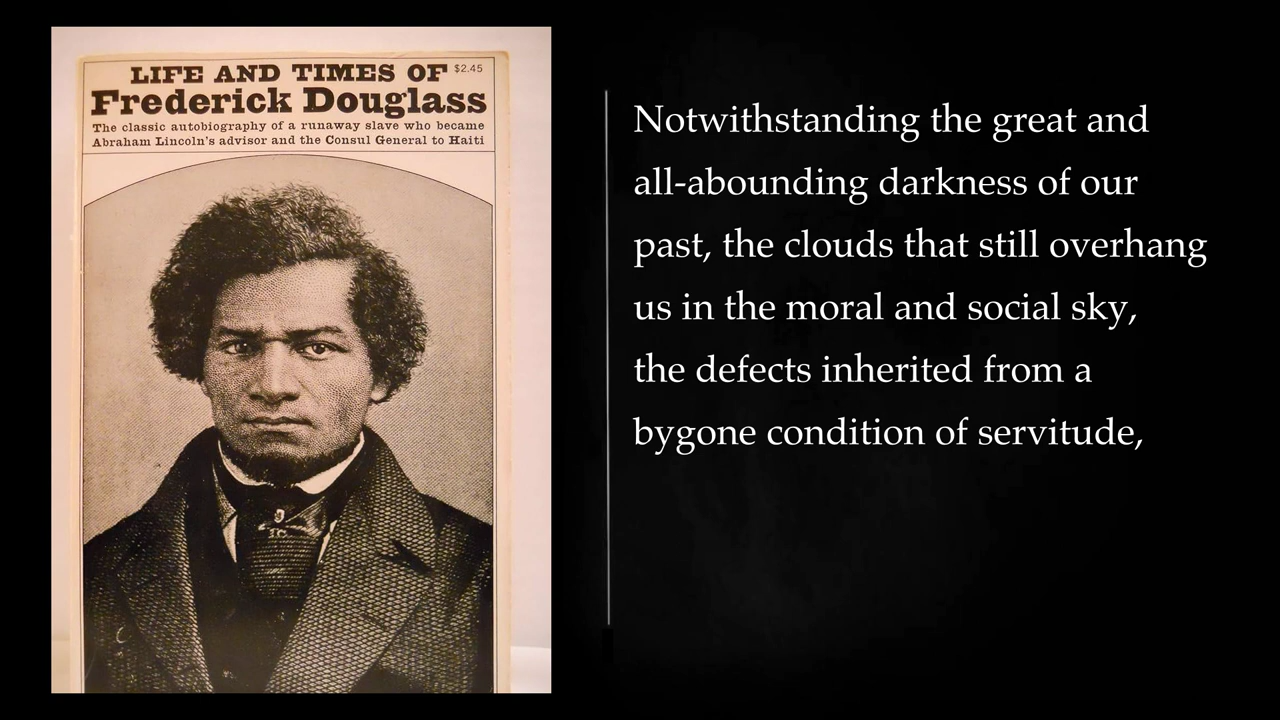 LIFE AND TIMES OF $2.45
Frederick Douglass
The classic autobiography of a runaway slave who became
Abraham Lincoln's advisor and the Consul General to Haiti
Notwithstanding the great and
all-abounding darkness of our
past, the clouds that still overhang
us in the moral and social sky,
the defects inherited from a
bygone condition of servitude,